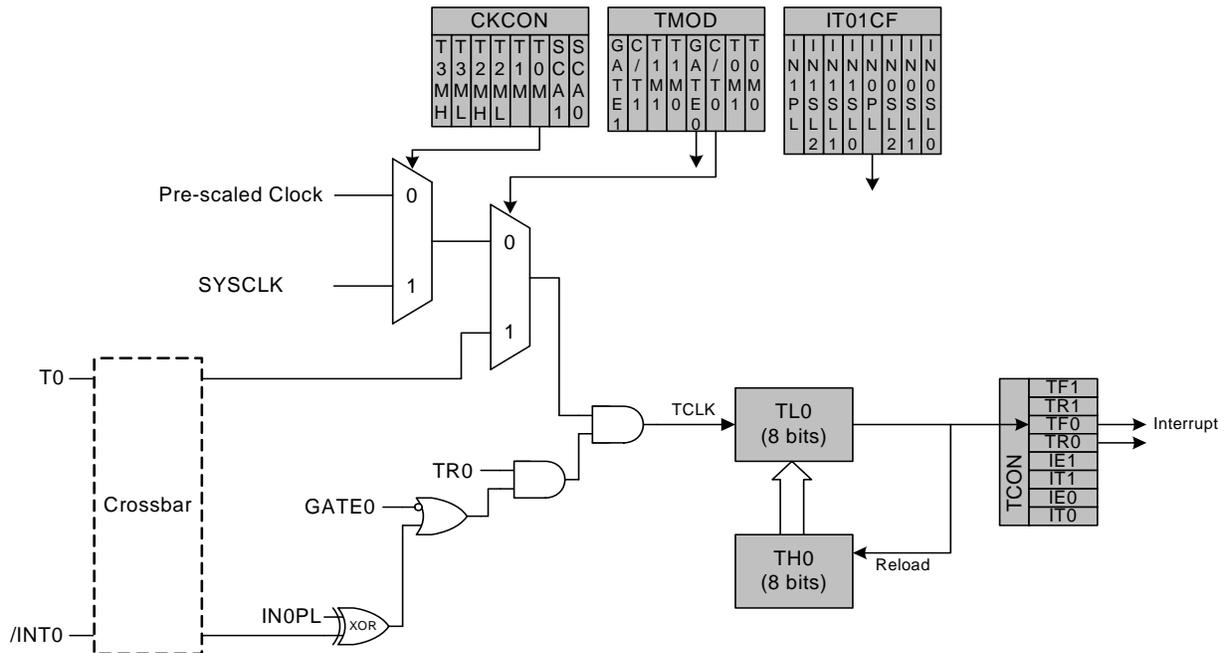 CKCON
T3MH
T3ML
T2MH
T2ML
T1M
T0M
SCA1
SCA0
TMOD
GATE1
C/T1
T1M1
T1M0
GATE0
C/T0
T0M1
T0M0
IT01CF
IN1PL
IN1SL2
IN1SL1
IN1SL0
IN0PL
IN0SL2
IN0SL1
IN0SL0
Pre-scaled Clock
0
SYSCLK
1
0
1
T0
Crossbar
TR0
GATE0
IN0PL
XOR
/INT0
TCLK
TL0
(8 bits)
TH0
(8 bits)
Reload
TCON
TF1
TR1
TF0
TR0
IE1
IT1
IE0
IT0
Interrupt